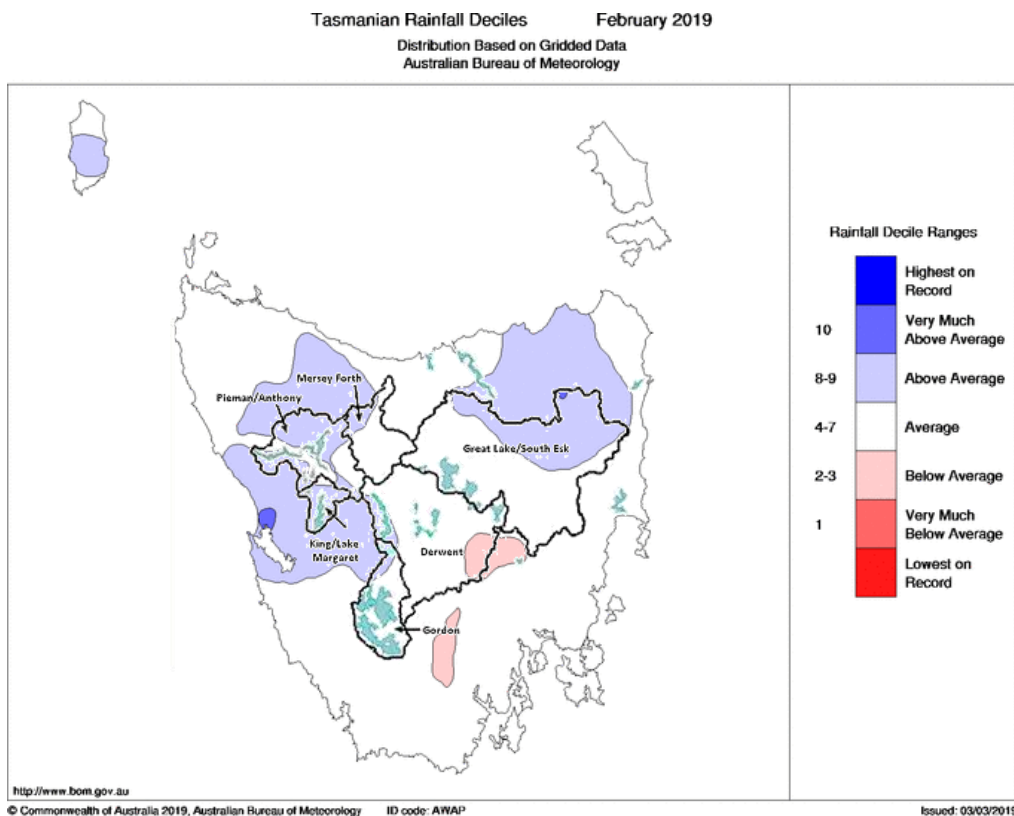 Tasmanian Rainfall Deciles February 2019
Distribution Based on Gridded Data
Australian Bureau of Meteorology
Rainfall Decile Ranges
Highest on
Record
10 Very Much
Above Average
8-9 Above Average
4-7 Average
2-3 Below Average
1 Very Much
Below Average
Lowest on
Record
Mersey Forth
Pieman/Anthony
Great Lake/South Esk
King/Lake
Margaret
Derwent
Gordon
http://www.bom.gov.au
© Commonwealth of Australia 2019, Australian Bureau of Meteorology ID code: AWAP Issued: 03/03/2019